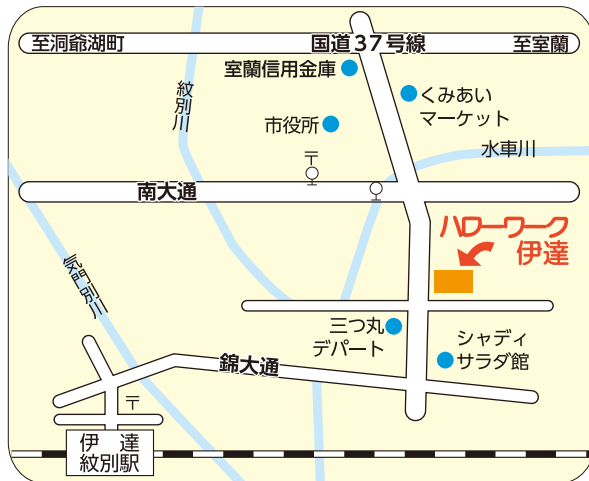 至洞爺湖町
国道37号線
至室蘭
室蘭信用金庫
くみあい
マーケット
紋別川
市役所
水車川
〒
南大通
ハローワーク
伊達
気門別川
三つ丸
デパート
シャディ
サラダ館
錦大通
〒
伊 達
紋別駅